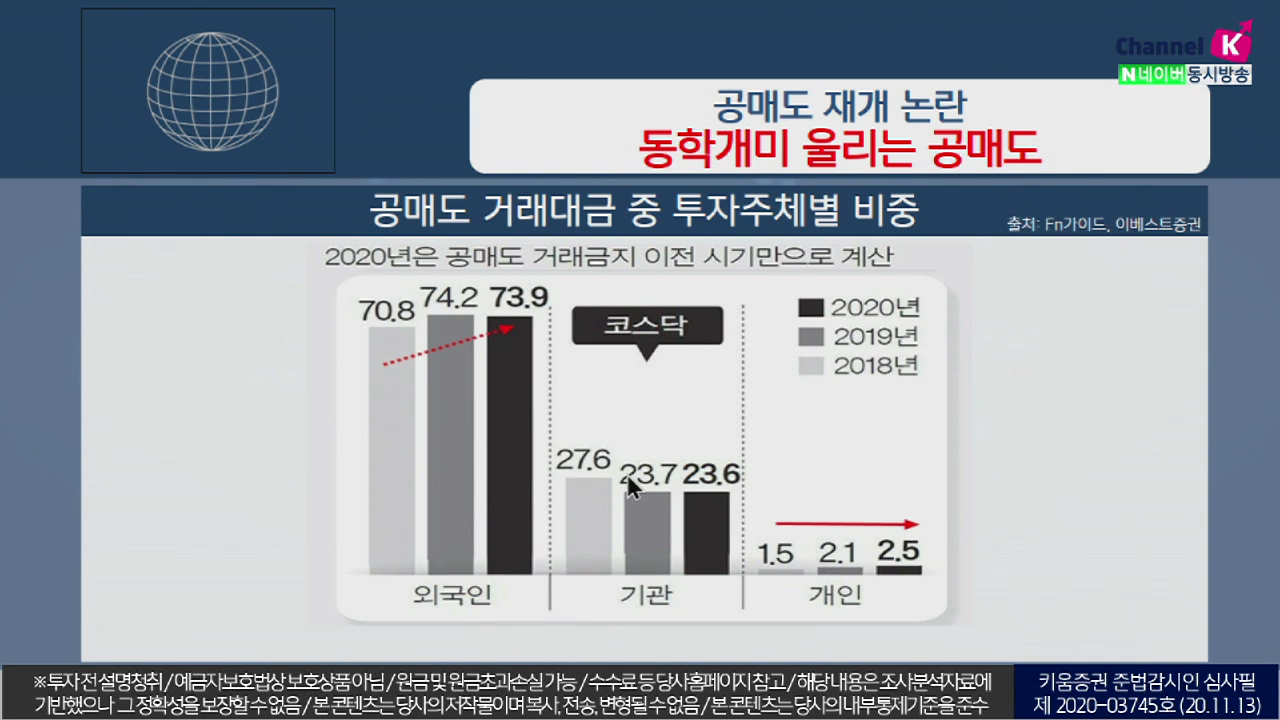 Channel K
N네이버동시방송
공매도 재개 논란
동학개미 울리는 공매도
공매도 거래대금 중 투자주체별 비중
출처: Fn가이드, 이베스트증권
2020년은 공매도 거래금지 이전 시기만으로 계산
70.8 74.2 73.9
코스닥
2020년
2019년
2018년
27.6 23.7 23.6
1.5 2.1 2.5
외국인 기관 개인
※투자 전 설명청취 / 예금자보호법상 보호상품 아님 / 원금 및 원금초과손실 가능 / 수수료 등 당사 홈페이지 참고 / 해당 내용은 조사분석자료에
기반했으나 그 정확성을 보장할 수 없음 / 본 콘텐츠는 당사의 저작물이며 복사, 전송, 변형될 수 없음 / 본 콘텐츠는 당사의 내부통제기준을 준수
키움증권 준법감시인 심사필
제 2020-03745호 (20.11.13)